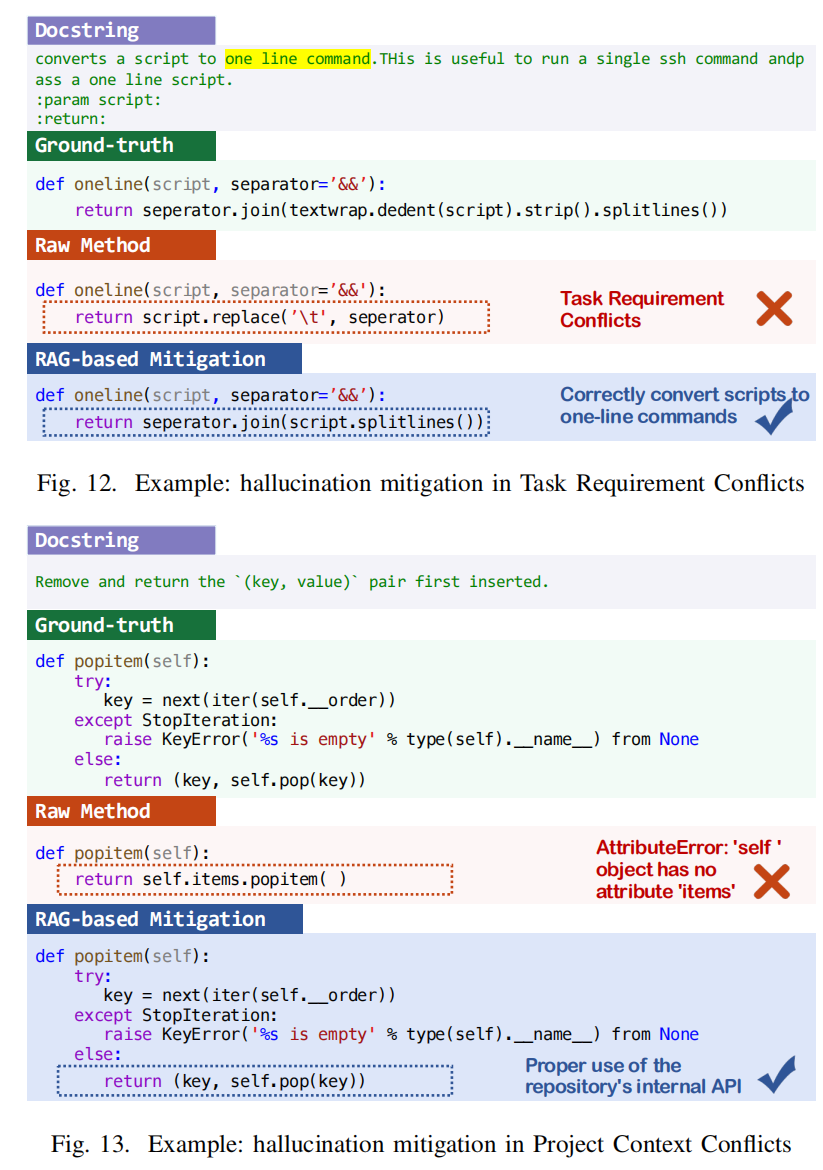 Docstring
converts a script to one line command.THis is useful to run a single ssh command andp
ass a one line script.
:param script:
:return:
Ground-truth
def oneline(script, separator=’&&’):
return seperator.join(textwrap.dedent(script).strip().splitlines())
Raw Method
def oneline(script, separator=’&&'):
return script.replace(’\t’, seperator)
Task Requirement
Conflicts
RAG-based Mitigation
def oneline(script, separator=’&&’):
return seperator.join(script.splitlines())
Correctly convert scripts to
one-line commands
Fig. 12. Example: hallucination mitigation in Task Requirement Conflicts
Docstring
Remove and return the `(key, value)` pair first inserted.
Ground-truth
def popitem(self):
try:
key = next(iter(self.__order))
except StopIteration:
raise KeyError('%s is empty' % type(self).__name__) from None
else:
return (key, self.pop(key))
Raw Method
def popitem(self):
return self.items.popitem( )
AttributeError: 'self '
object has no
attribute 'items'
RAG-based Mitigation
def popitem(self):
try:
key = next(iter(self.__order))
except StopIteration:
raise KeyError('%s is empty' % type(self).__name__) from None
else:
return (key, self.pop(key))
Proper use of the
repository's internal API
Fig. 13. Example: hallucination mitigation in Project Context Conflicts